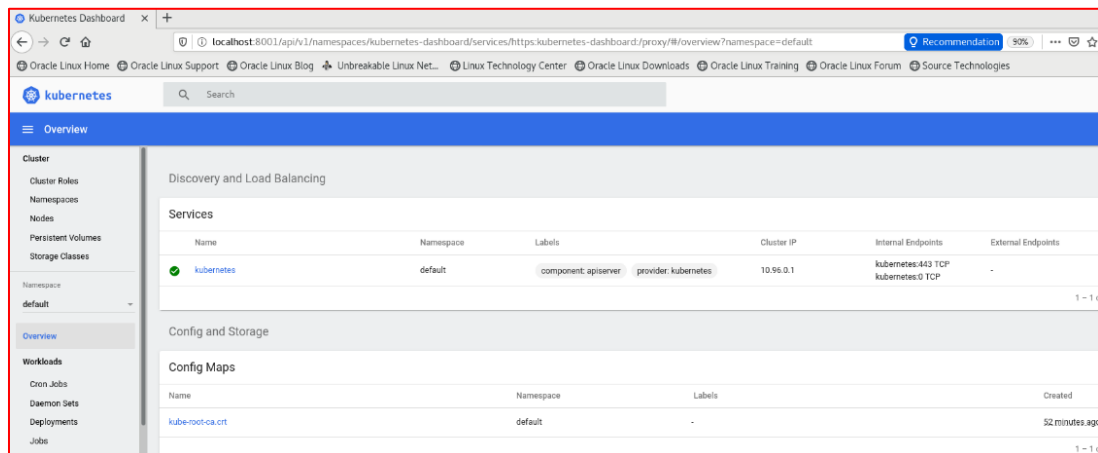 Kubernetes Dashboard × +
localhost:8001/api/v1/namespaces/kubernetes-dashboard/services/https:kubernetes-dashboard:/proxy/#/overview?namespace=default Recommendation 90% ...
Oracle Linux Home Oracle Linux Support Oracle Linux Blog Unbreakable Linux Net... Linux Technology Center Oracle Linux Downloads Oracle Linux Training Oracle Linux Forum Source Technologies
kubernetes Search
Overview
Cluster
Cluster Roles
Namespaces
Nodes
Persistent Volumes
Storage Classes
Namespace
default
Overview
Workloads
Cron Jobs
Daemon Sets
Deployments
Jobs
Discovery and Load Balancing
Services
Name Namespace Labels Cluster IP Internal Endpoints External Endpoints
kubernetes default component: apiserver provider: kubernetes 10.96.0.1 kubernetes:443 TCP -
kubernetes:0 TCP
1 – 1
Config and Storage
Config Maps
Name Namespace Labels Created
kube-root-ca.crt default - 52 minutes ago
1 – 1